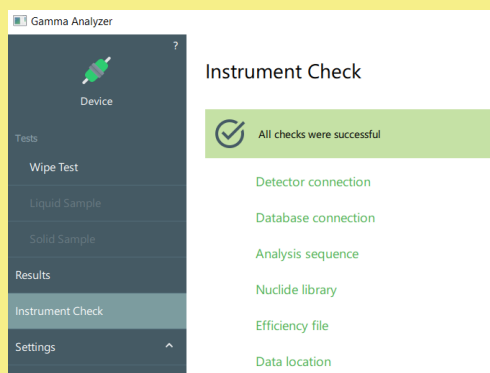 Gamma Analyzer
?
Device
Tests
Wipe Test
Liquid Sample
Solid Sample
Results
Instrument Check
Settings
Instrument Check
All checks were successful
Detector connection
Database connection
Analysis sequence
Nuclide library
Efficiency file
Data location